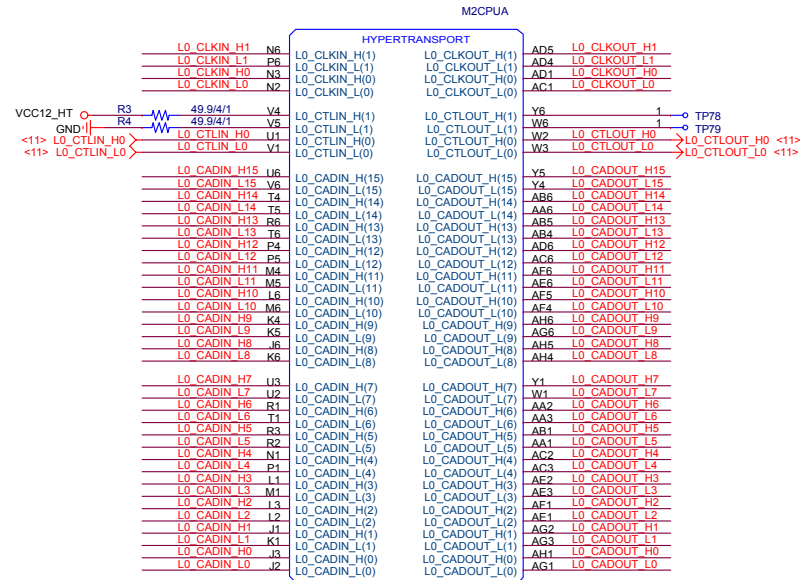 M2CPUA
HYPERTRANSPORT
L0_CLKIN_H1 N6 L0_CLKIN_H(1) L0_CLKOUT_H(1) AD5 L0_CLKOUT_H1
L0_CLKIN_L1 P6 L0_CLKIN_L(1) L0_CLKOUT_L(1) AD4 L0_CLKOUT_L1
L0_CLKIN_H0 N3 L0_CLKIN_H(0) L0_CLKOUT_H(0) AD1 L0_CLKOUT_H0
L0_CLKIN_L0 N2 L0_CLKIN_L(0) L0_CLKOUT_L(0) AC1 L0_CLKOUT_L0
VCC12_HT R3 49.9/4/1 V4 L0_CTLIN_H(1) L0_CTLOUT_H(1) Y6 1 TP78
GND R4 49.9/4/1 V5 L0_CTLIN_L(1) L0_CTLOUT_L(1) W6 1 TP79
<11> L0_CTLIN_H0 L0_CTLIN_H0 U1 L0_CTLIN_H(0) L0_CTLOUT_H(0) W2 L0_CTLOUT_H0 L0_CTLOUT_H0 <11>
<11> L0_CTLIN_L0 L0_CTLIN_L0 V1 L0_CTLIN_L(0) L0_CTLOUT_L(0) W3 L0_CTLOUT_L0 L0_CTLOUT_L0 <11>
L0_CADIN_H15 U6 L0_CADIN_H(15) L0_CADOUT_H(15) Y5 L0_CADOUT_H15
L0_CADIN_L15 V6 L0_CADIN_L(15) L0_CADOUT_L(15) Y4 L0_CADOUT_L15
L0_CADIN_H14 T4 L0_CADIN_H(14) L0_CADOUT_H(14) AB6 L0_CADOUT_H14
L0_CADIN_L14 T5 L0_CADIN_L(14) L0_CADOUT_L(14) AA6 L0_CADOUT_L14
L0_CADIN_H13 R6 L0_CADIN_H(13) L0_CADOUT_H(13) AB5 L0_CADOUT_H13
L0_CADIN_L13 T6 L0_CADIN_L(13) L0_CADOUT_L(13) AB4 L0_CADOUT_L13
L0_CADIN_H12 P4 L0_CADIN_H(12) L0_CADOUT_H(12) AD6 L0_CADOUT_H12
L0_CADIN_L12 P5 L0_CADIN_L(12) L0_CADOUT_L(12) AC6 L0_CADOUT_L12
L0_CADIN_H11 M4 L0_CADIN_H(11) L0_CADOUT_H(11) AF6 L0_CADOUT_H11
L0_CADIN_L11 M5 L0_CADIN_L(11) L0_CADOUT_L(11) AE6 L0_CADOUT_L11
L0_CADIN_H10 L6 L0_CADIN_H(10) L0_CADOUT_H(10) AF5 L0_CADOUT_H10
L0_CADIN_L10 M6 L0_CADIN_L(10) L0_CADOUT_L(10) AF4 L0_CADOUT_L10
L0_CADIN_H9 K4 L0_CADIN_H(9) L0_CADOUT_H(9) AH6 L0_CADOUT_H9
L0_CADIN_L9 K5 L0_CADIN_L(9) L0_CADOUT_L(9) AG6 L0_CADOUT_L9
L0_CADIN_H8 J6 L0_CADIN_H(8) L0_CADOUT_H(8) AH5 L0_CADOUT_H8
L0_CADIN_L8 K6 L0_CADIN_L(8) L0_CADOUT_L(8) AH4 L0_CADOUT_L8
L0_CADIN_H7 U3 L0_CADIN_H(7) L0_CADOUT_H(7) Y1 L0_CADOUT_H7
L0_CADIN_L7 U2 L0_CADIN_L(7) L0_CADOUT_L(7) W1 L0_CADOUT_L7
L0_CADIN_H6 R1 L0_CADIN_H(6) L0_CADOUT_H(6) AA2 L0_CADOUT_H6
L0_CADIN_L6 T1 L0_CADIN_L(6) L0_CADOUT_L(6) AA3 L0_CADOUT_L6
L0_CADIN_H5 R3 L0_CADIN_H(5) L0_CADOUT_H(5) AB1 L0_CADOUT_H5
L0_CADIN_L5 R2 L0_CADIN_L(5) L0_CADOUT_L(5) AA1 L0_CADOUT_L5
L0_CADIN_H4 N1 L0_CADIN_H(4) L0_CADOUT_H(4) AC2 L0_CADOUT_H4
L0_CADIN_L4 P1 L0_CADIN_L(4) L0_CADOUT_L(4) AC3 L0_CADOUT_L4
L0_CADIN_H3 L1 L0_CADIN_H(3) L0_CADOUT_H(3) AE2 L0_CADOUT_H3
L0_CADIN_L3 M1 L0_CADIN_L(3) L0_CADOUT_L(3) AE3 L0_CADOUT_L3
L0_CADIN_H2 L3 L0_CADIN_H(2) L0_CADOUT_H(2) AF1 L0_CADOUT_H2
L0_CADIN_L2 L2 L0_CADIN_L(2) L0_CADOUT_L(2) AE1 L0_CADOUT_L2
L0_CADIN_H1 J1 L0_CADIN_H(1) L0_CADOUT_H(1) AG2 L0_CADOUT_H1
L0_CADIN_L1 K1 L0_CADIN_L(1) L0_CADOUT_L(1) AG3 L0_CADOUT_L1
L0_CADIN_H0 J3 L0_CADIN_H(0) L0_CADOUT_H(0) AH1 L0_CADOUT_H0
L0_CADIN_L0 J2 L0_CADIN_L(0) L0_CADOUT_L(0) AG1 L0_CADOUT_L0